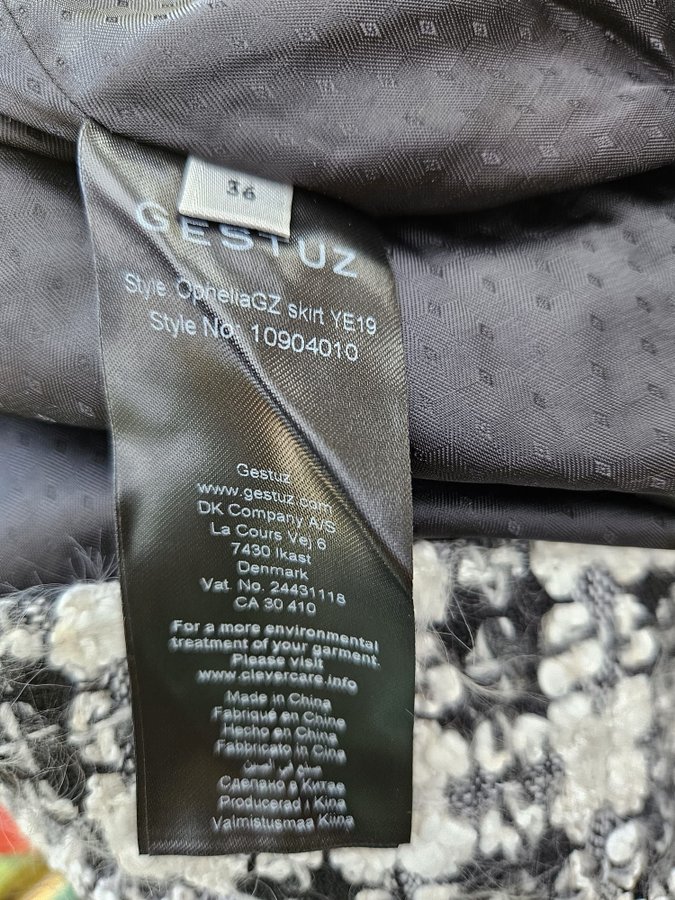 36
GESTUZ
Style OpheliaGZ skirt YE19
Style No. 10904010
Gestuz
www.gestuz.com
DK Company A/S
La Cours Vej 6
7430 Ikast
Denmark
Vat. No. 24431118
CA 30 410
For a more environmental
treatment of your garment.
Please visit
www.clevercare.info
Made in China
Fabriqué en Chine
Hecho en China
Fabbricato in Cina
صنع في الصين
Сделано в Китае
Producerad i Kina
Valmistusmaa Kiina